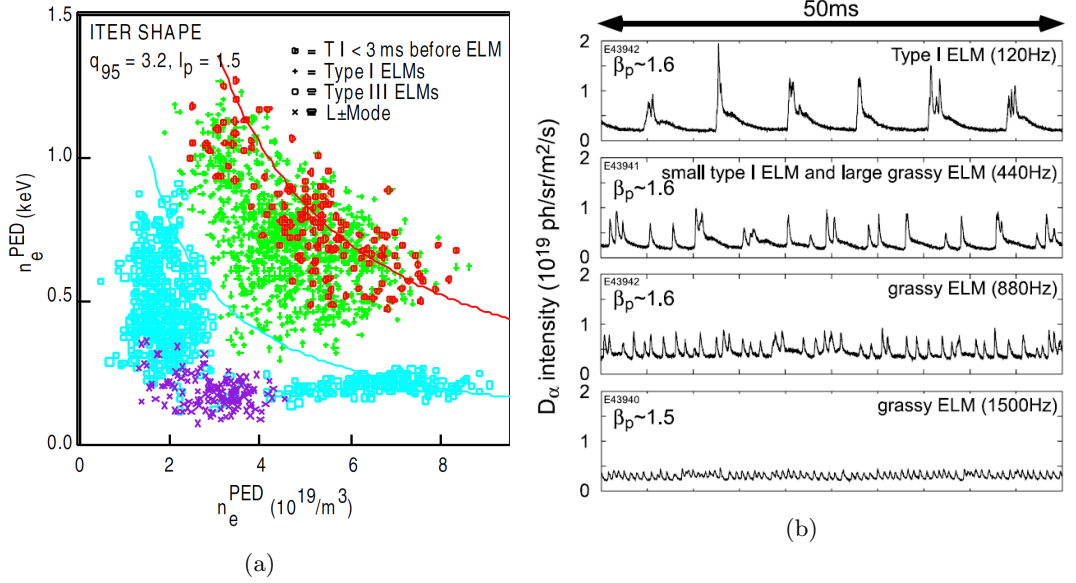 ITER SHAPE
q95 = 3.2, Ip = 1.5
= T I < 3 ms before ELM
+ = Type I ELMs
Type III ELMs
× L±Mode
1.5
1.0
0.5
0.0
ne^PED (keV)
0 2 4 6 8
ne^PED (10^19/m^3)
(a)
50ms
E43942
βp~1.6
Type I ELM (120Hz)
2
1
0
E43941
βp~1.6
small type I ELM and large grassy ELM (440Hz)
2
1
0
E43942
βp~1.6
grassy ELM (880Hz)
2
1
0
E43940
βp~1.5
grassy ELM (1500Hz)
2
1
0
Dα intensity (10^19 ph/sr/m^2/s)
(b)